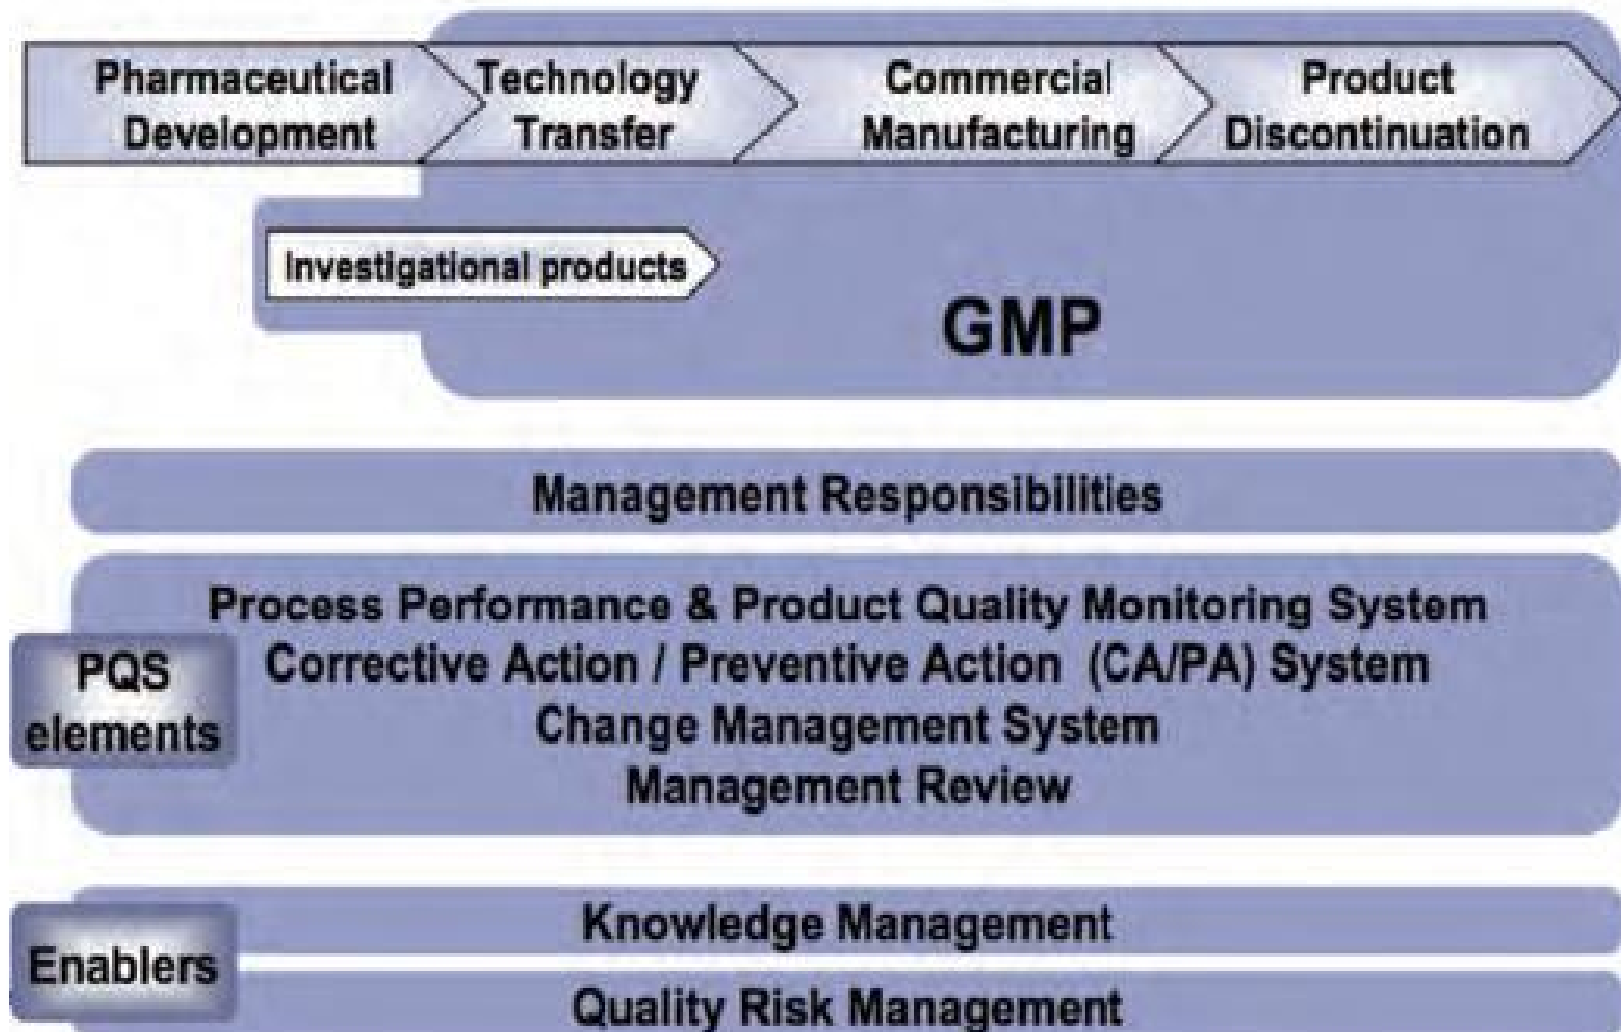 Pharmaceutical
Development
Technology
Transfer
Commercial
Manufacturing
Product
Discontinuation
Investigational products
GMP
Management Responsibilities
PQS
elements
Process Performance & Product Quality Monitoring System
Corrective Action / Preventive Action (CA/PA) System
Change Management System
Management Review
Enablers
Knowledge Management
Quality Risk Management